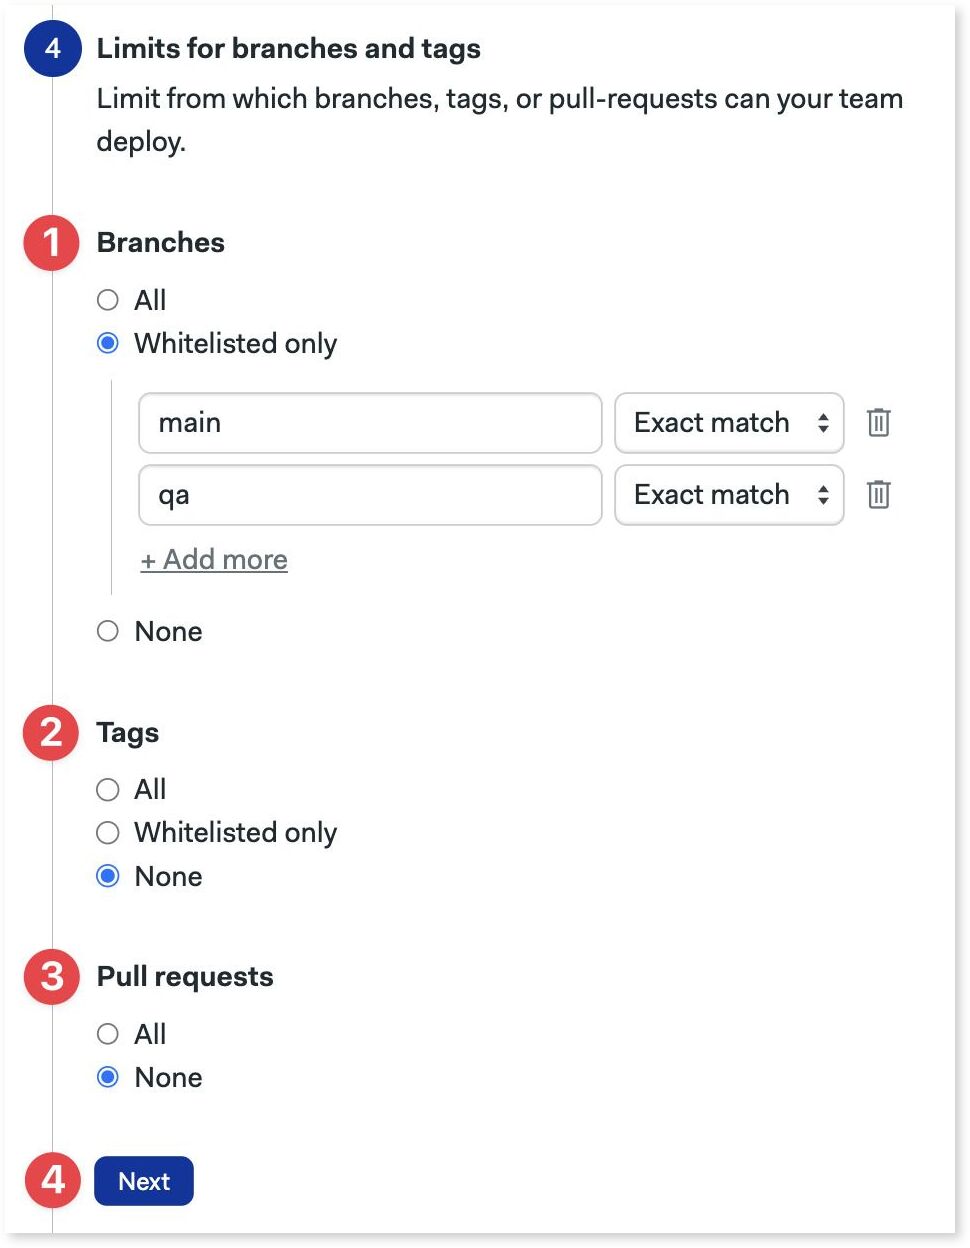 4 Limits for branches and tags
Limit from which branches, tags, or pull-requests can your team
deploy.
1 Branches
All
Whitelisted only
main Exact match
qa Exact match
+ Add more
None
2 Tags
All
Whitelisted only
None
3 Pull requests
All
None
4 Next